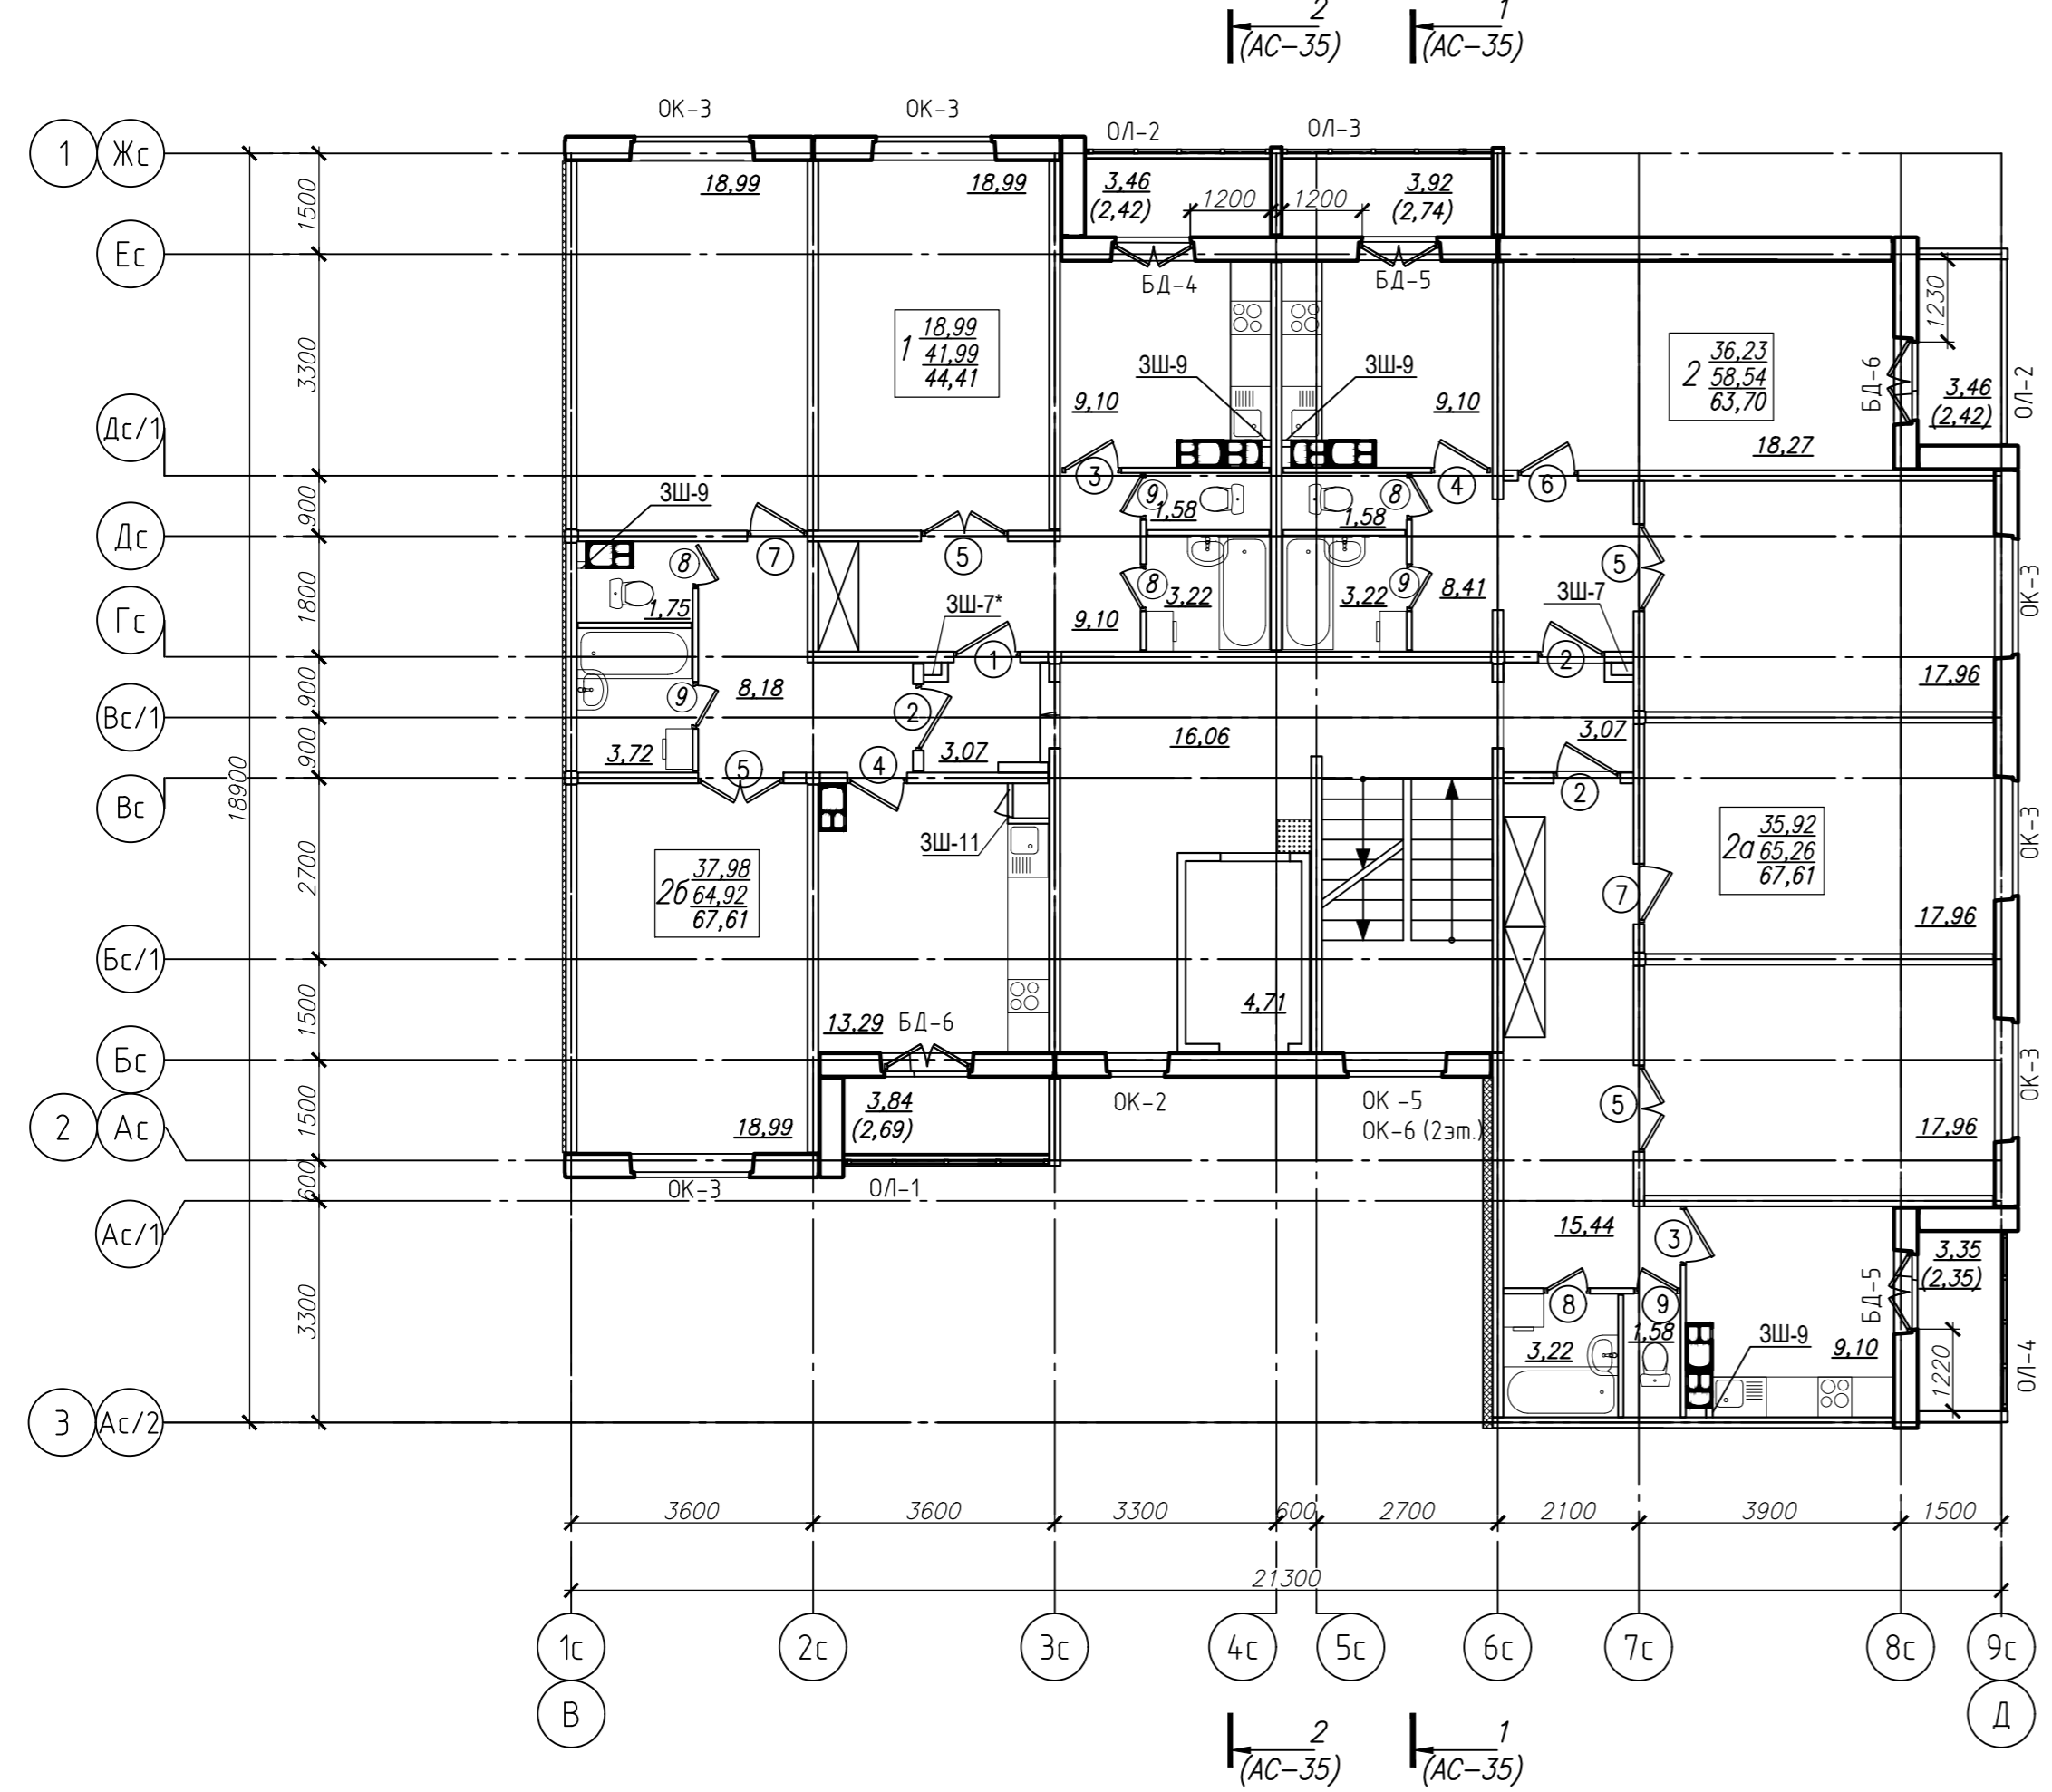 2
1
(АС-35)
(АС-35)
ОК-3
ОК-3
ОЛ-2
ОЛ-3
1
Жс
18,99
18,99
3,46
(2,42)
1200
1200
3,92
(2,74)
1500
Ес
БД-4
БД-5
1230
3300
1
18,99
41,99
44,41
2
36,23
58,54
63,70
БД-6
3,46
(2,42)
ОЛ-2
ЗШ-9
ЗШ-9
9,10
9,10
18,27
Дс/1
3
4
6
ЗШ-9
9
8
1,58
1,58
900
Дс
7
5
8
5
ОК-3
1,75
8
3,22
3,22
9
8,41
ЗШ-7
ЗШ-7*
9,10
1800
Гс
1
2
17,96
8,18
9
2
900
Вс/1
16,06
3,07
3,72
3,07
900
18900
5
4
2
Вс
ЗШ-11
ОК-3
2700
2б
37,98
64,92
67,61
2а
35,92
65,26
67,61
7
17,96
Бс/1
4,71
13,29
БД-6
1500
Бс
ОК-3
3,84
(2,69)
ОК-2
ОК -5
ОК-6 (2эт.)
5
17,96
18,99
2
Ас
1500
600
ОК-3
ОЛ-1
Ас/1
15,44
3
3,35
(2,35)
БД-5
3300
8
9
3,22
1,58
ЗШ-9
9,10
1220
ОЛ-4
3
Ас/2
3600
3600
3300
600
2700
2100
3900
1500
21300
1с
2с
3с
4с
5с
6с
7с
8с
9с
В
Д
2
1
(АС-35)
(АС-35)